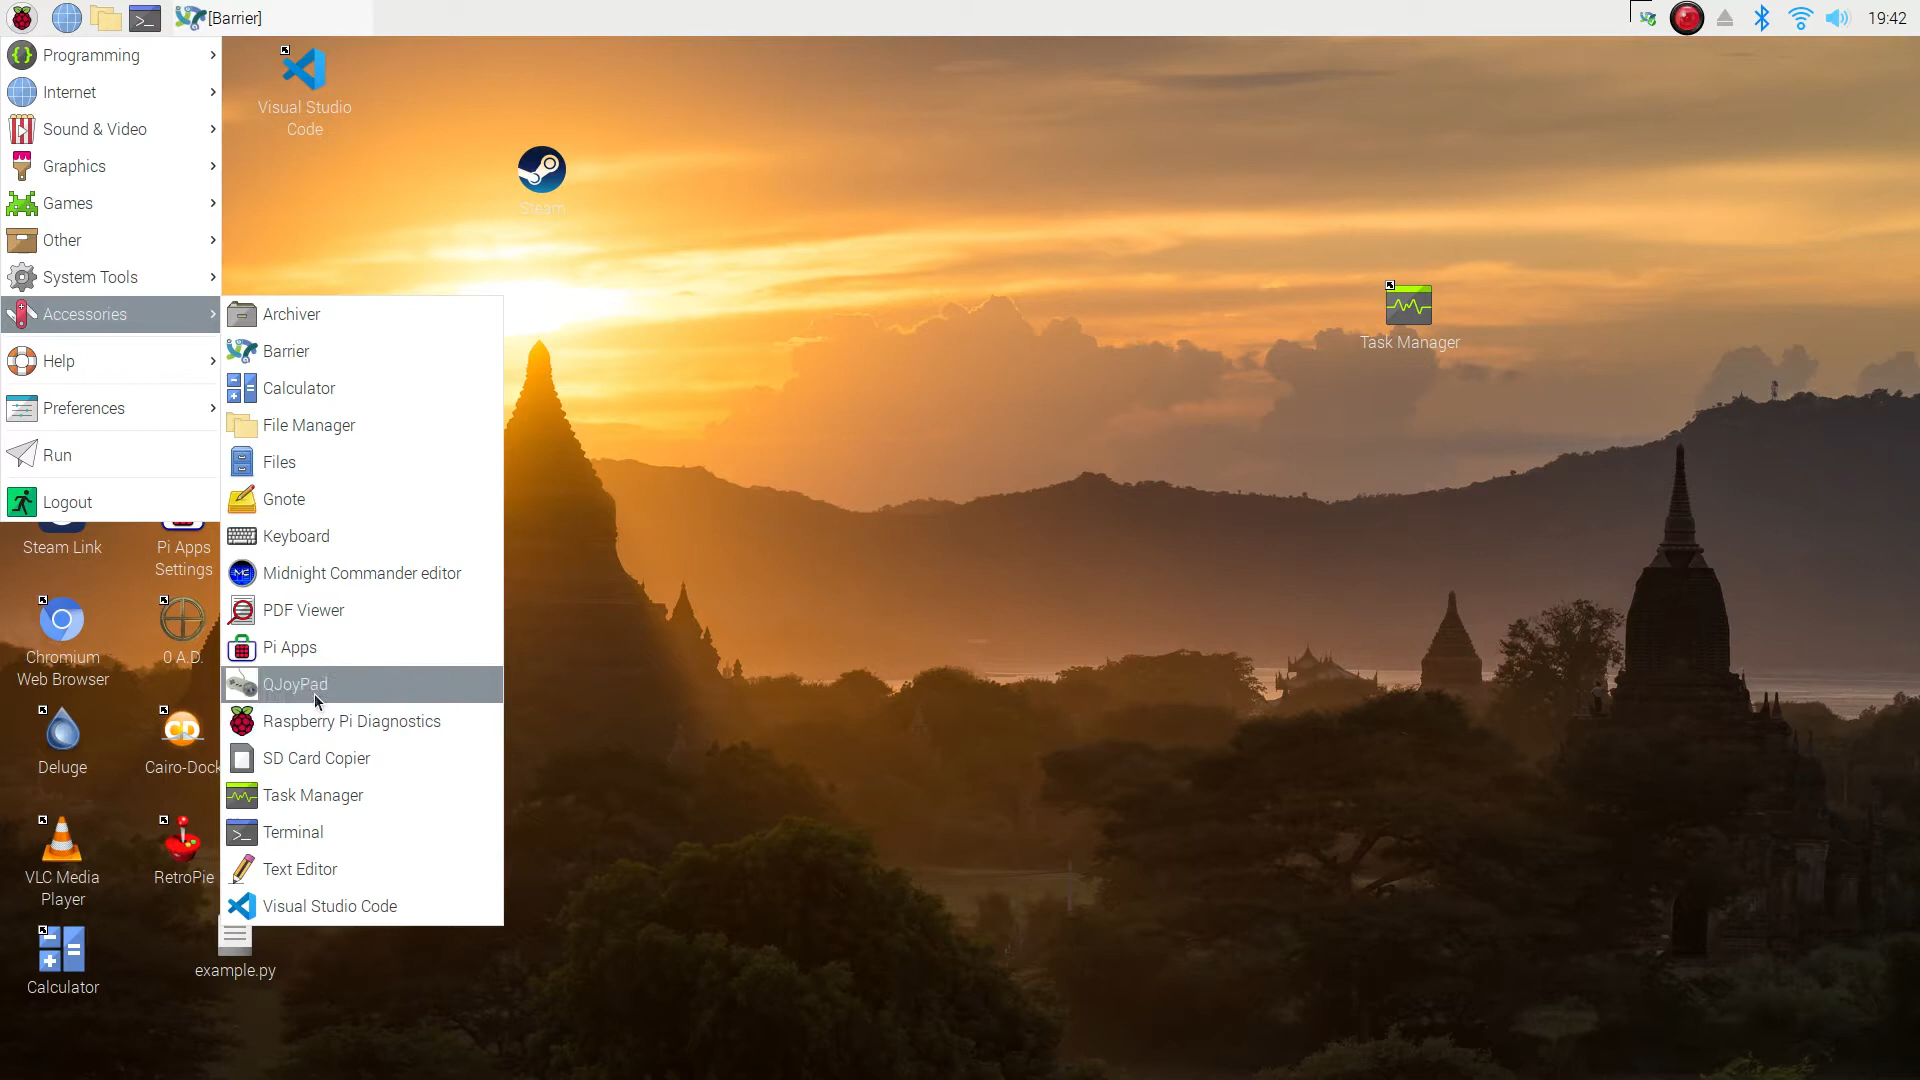 [Barrier]
19:42
Programming
Internet
Sound & Video
Graphics
Games
Other
System Tools
Accessories
Help
Preferences
Run
Logout
Archiver
Barrier
Calculator
File Manager
Files
Gnote
Keyboard
Midnight Commander editor
PDF Viewer
Pi Apps
QJoyPad
Raspberry Pi Diagnostics
SD Card Copier
Task Manager
Terminal
Text Editor
Visual Studio Code
Visual Studio
Code
Steam
Task Manager
Steam Link
Pi Apps
Settings
Chromium
Web Browser
0 A.D.
Deluge
Cairo-Dock
VLC Media
Player
RetroPie
Calculator
example.py